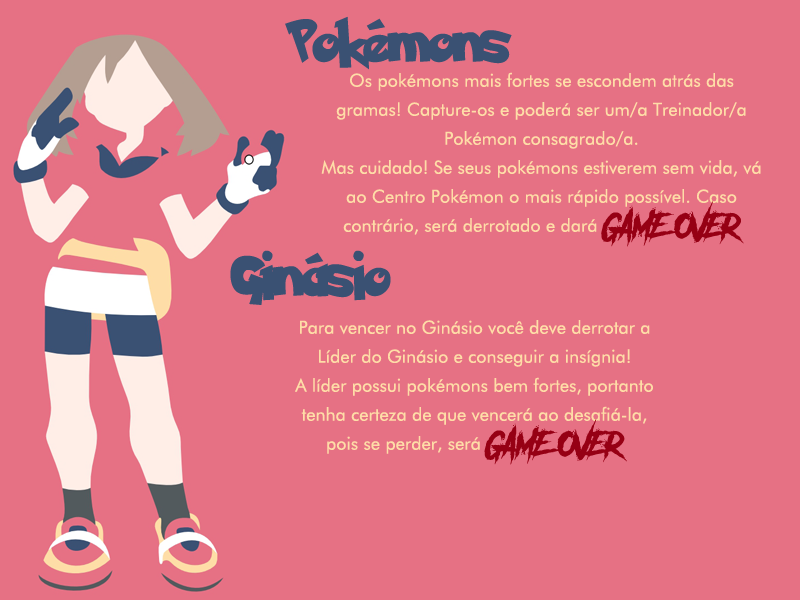 Pokémons
Os pokémons mais fortes se escondem atrás das
gramas! Capture-os e poderá ser um/a Treinador/a
Pokémon consagrado/a.
Mas cuidado! Se seus pokémons estiverem sem vida, vá
ao Centro Pokémon o mais rápido possível. Caso
contrário, será derrotado e dará GAME OVER
Ginásio
Para vencer no Ginásio você deve derrotar a
Líder do Ginásio e conseguir a insígnia!
A líder possui pokémons bem fortes, portanto
tenha certeza de que vencerá ao desafiá-la,
pois se perder, será GAME OVER